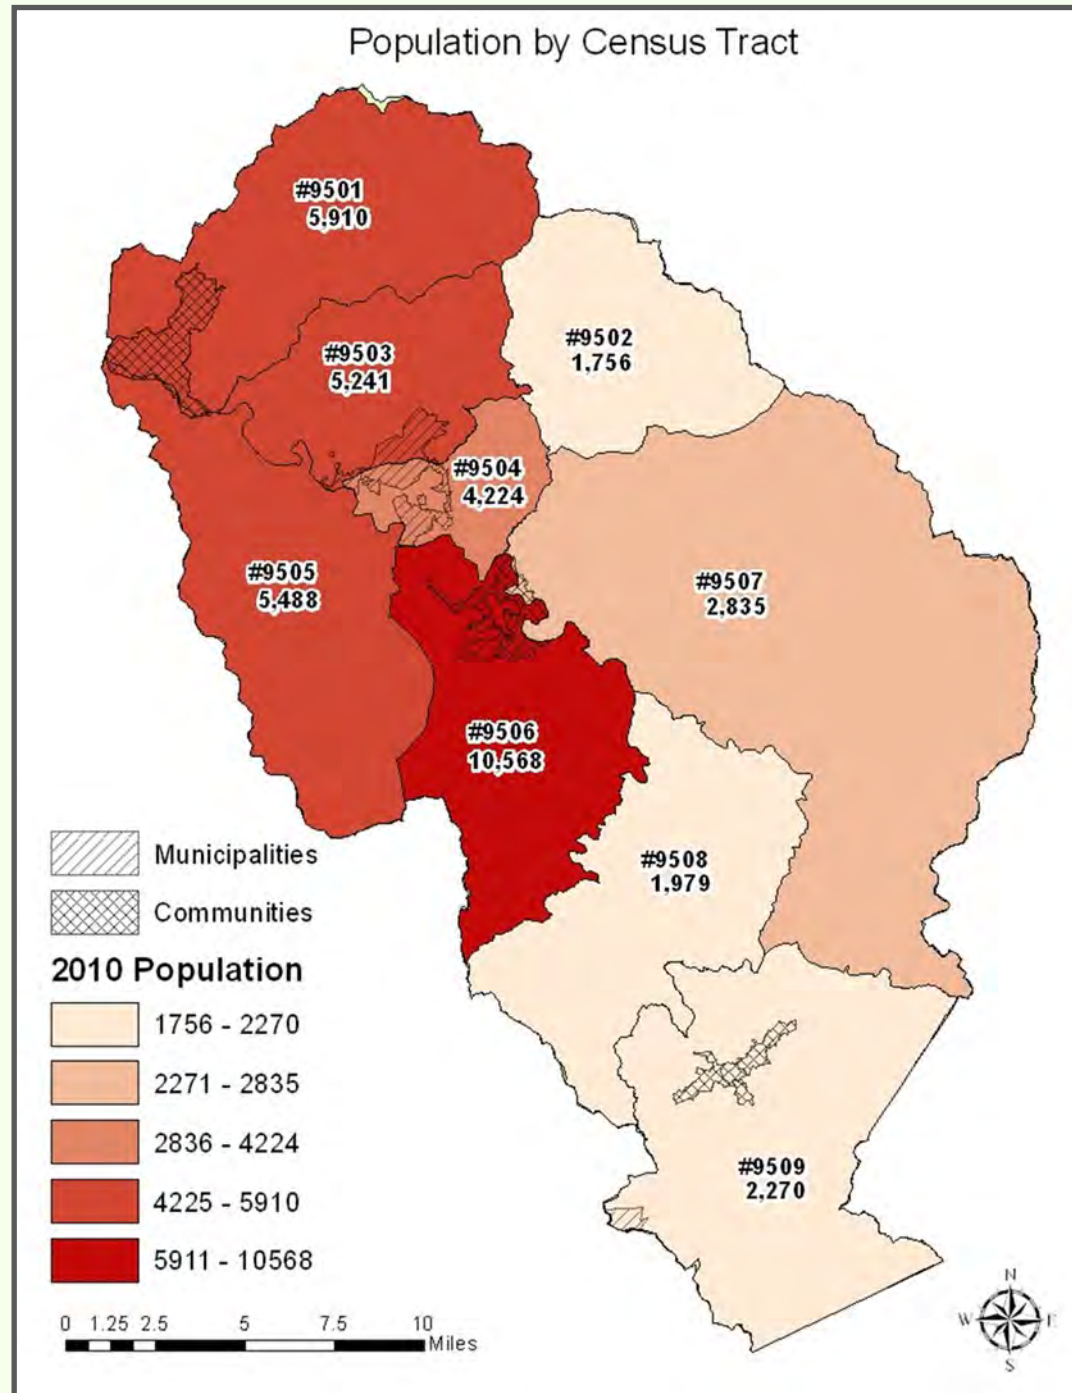 Population by Census Tract
#9501
5,910
#9502
1,756
#9503
5,241
#9504
4,224
#9505
5,488
#9507
2,835
#9506
10,568
#9508
1,979
#9509
2,270
Municipalities
Communities
2010 Population
1756 - 2270
2271 - 2835
2836 - 4224
4225 - 5910
5911 - 10568
0 1.25 2.5 5 7.5 10
Miles
N
W E
S